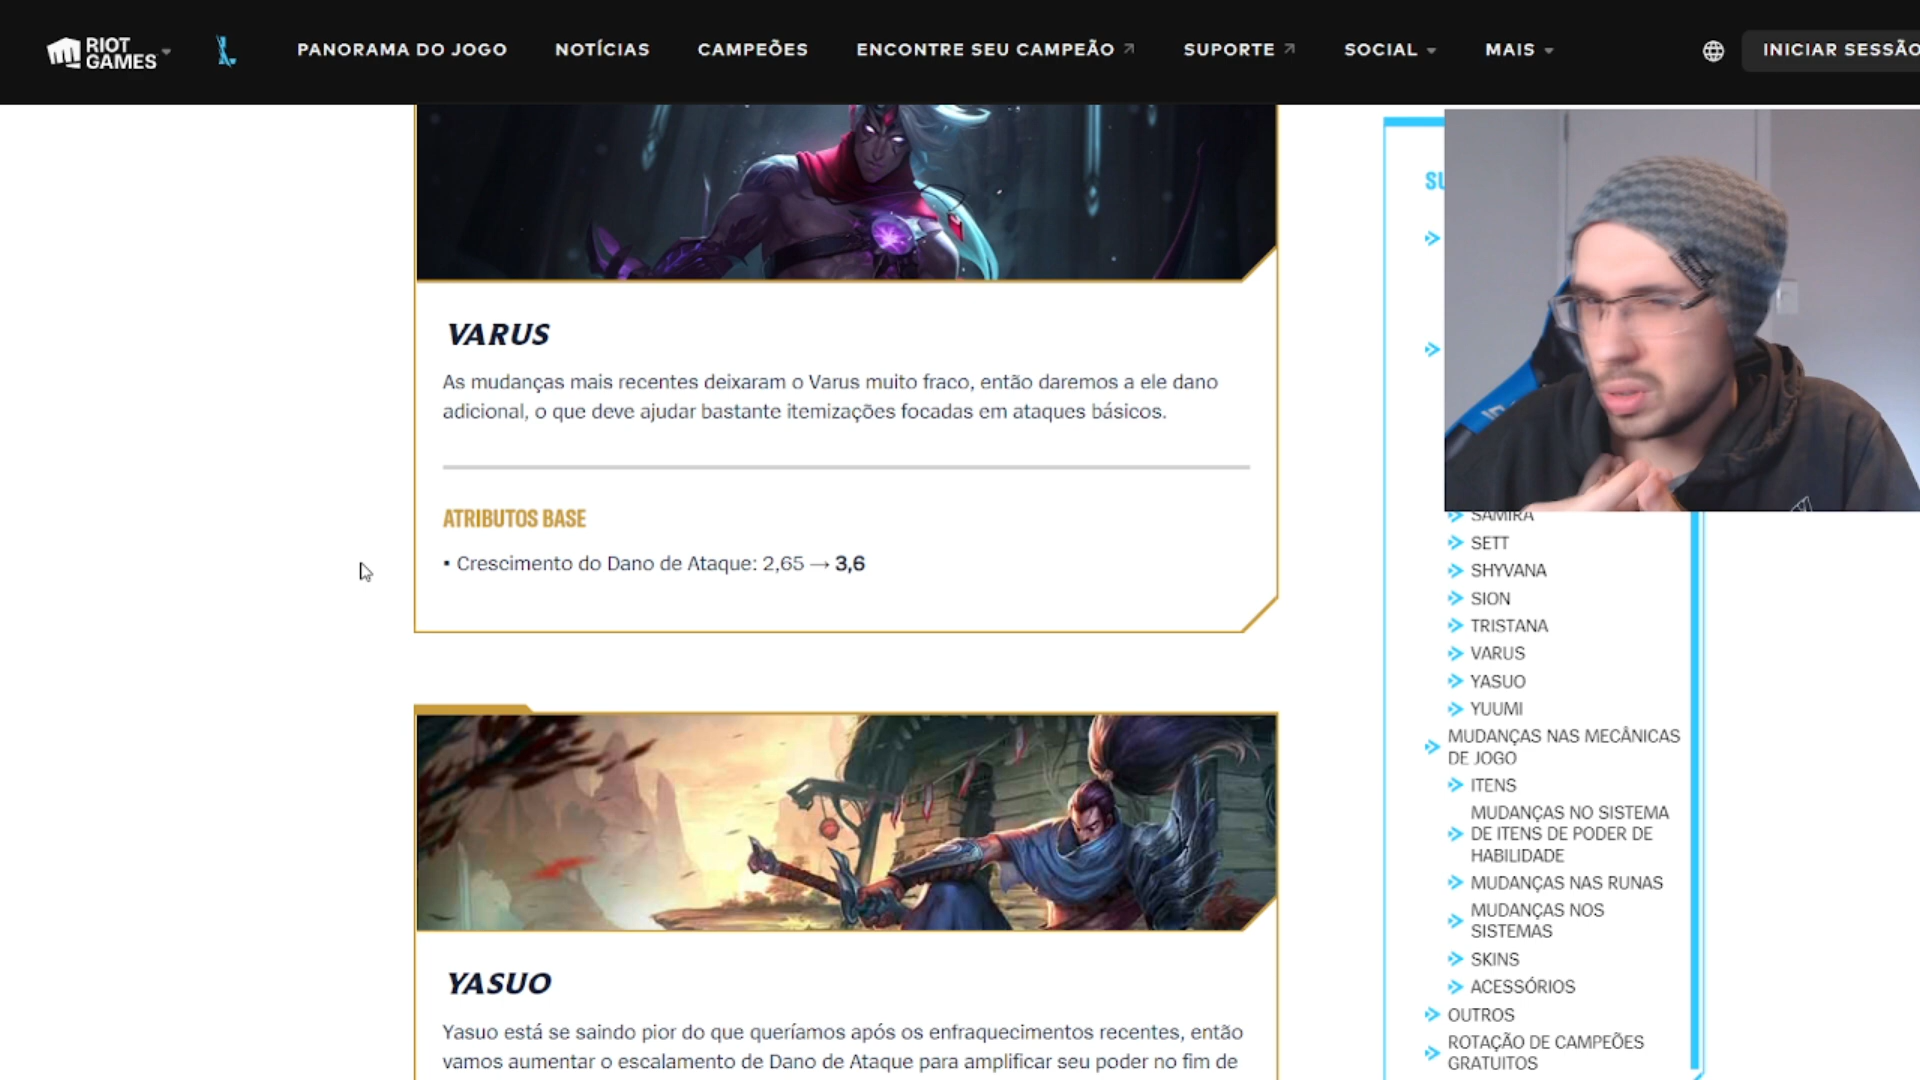 RIOT GAMES
PANORAMA DO JOGO
NOTÍCIAS
CAMPEÕES
ENCONTRE SEU CAMPEÃO
SUPORTE
SOCIAL
MAIS
INICIAR SESSÃO
VARUS
As mudanças mais recentes deixaram o Varus muito fraco, então daremos a ele dano
adicional, o que deve ajudar bastante itemizações focadas em ataques básicos.
ATRIBUTOS BASE
• Crescimento do Dano de Ataque: 2,65 → 3,6
YASUO
Yasuo está se saindo pior do que queríamos após os enfraquecimentos recentes, então
vamos aumentar o escalamento de Dano de Ataque para amplificar seu poder no fim de
SAMIRA
SETT
SHYVANA
SION
TRISTANA
VARUS
YASUO
YUUMI
MUDANÇAS NAS MECÂNICAS
DE JOGO
ITENS
MUDANÇAS NO SISTEMA
DE ITENS DE PODER DE
HABILIDADE
MUDANÇAS NAS RUNAS
MUDANÇAS NOS
SISTEMAS
SKINS
ACESSÓRIOS
OUTROS
ROTAÇÃO DE CAMPEÕES
GRATUITOS